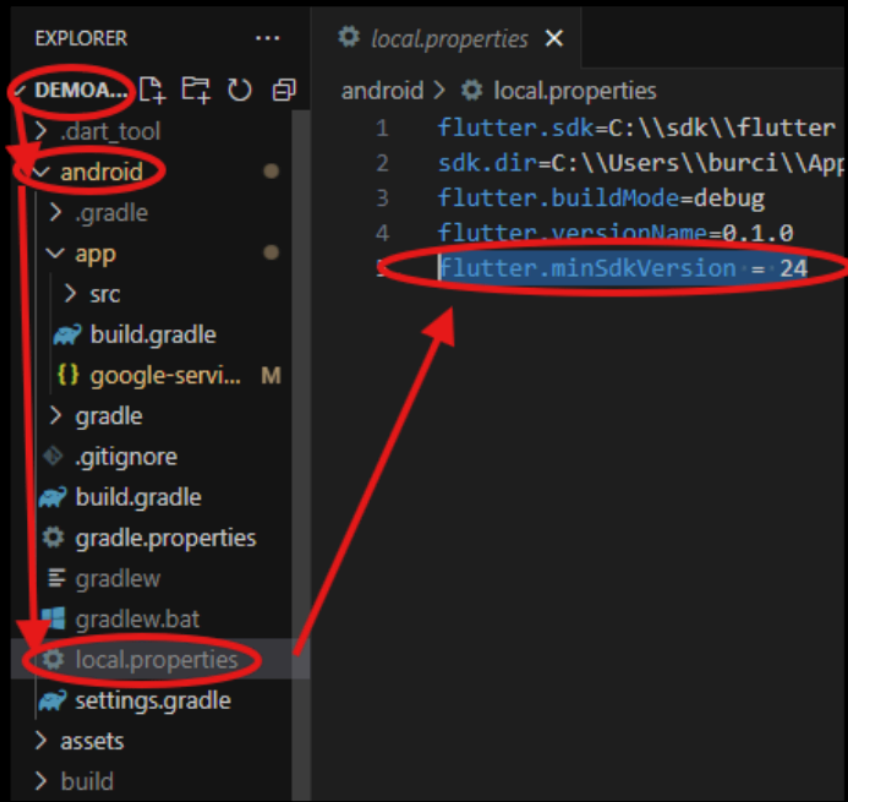 EXPLORER ···
DEMOA...
.dart_tool
android
.gradle
app
src
build.gradle
google-servi... M
gradle
.gitignore
build.gradle
gradle.properties
gradlew
gradlew.bat
local.properties
settings.gradle
assets
build
local.properties
android > local.properties
1 flutter.sdk=C:\\sdk\\flutter
2 sdk.dir=C:\\Users\\burci\\App
3 flutter.buildMode=debug
4 flutter.versionName=0.1.0
flutter.minSdkVersion = 24